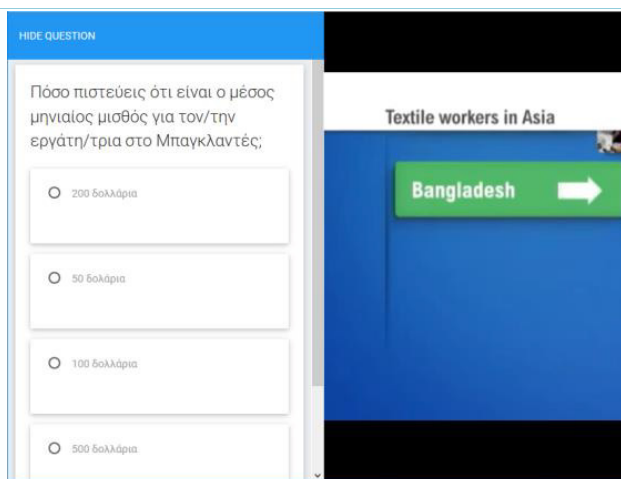 HIDE QUESTION
Πόσο πιστεύεις ότι είναι ο μέσος
μηνιαίος μισθός για τον/την
εργάτη/τρια στο Μπαγκλαντές;
200 δολλάρια
50 δολάρια
100 δολλάρια
500 δολλάρια
Textile workers in Asia
Bangladesh